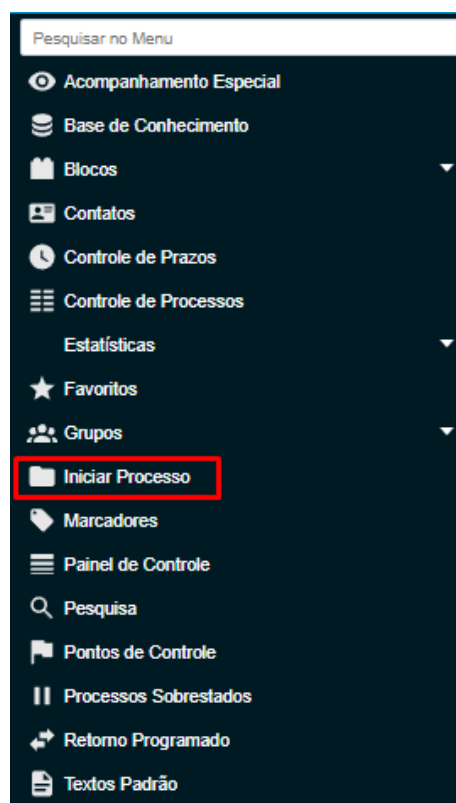 Pesquisar no Menu
Acompanhamento Especial
Base de Conhecimento
Blocos
Contatos
Controle de Prazos
Controle de Processos
Estatísticas
Favoritos
Grupos
Iniciar Processo
Marcadores
Painel de Controle
Pesquisa
Pontos de Controle
Processos Sobrestados
Retorno Programado
Textos Padrão